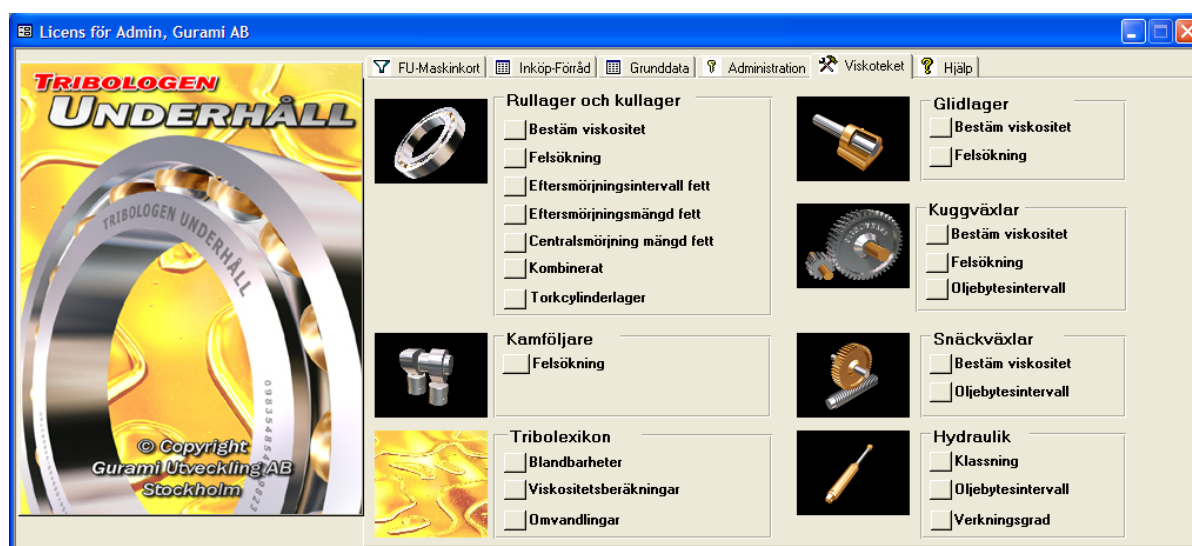 Licens för Admin, Gurami AB
FU-Maskinkort
Inköp-Förråd
Grunddata
Administration
Viskoteket
Hjälp
TRIBOLOGEN
UNDERHÅLL
TRIBOLOGEN UNDERHÅLL
© Copyright
Gurami Utveckling AB
Stockholm
Rullager och kullager
Bestäm viskositet
Felsökning
Eftersmörjningsintervall fett
Eftersmörjningsmängd fett
Centralsmörjning mängd fett
Kombinerat
Torkcylinderlager
Kamföljare
Felsökning
Tribolexikon
Blandbarheter
Viskositetsberäkningar
Omvandlingar
Glidlager
Bestäm viskositet
Felsökning
Kuggväxlar
Bestäm viskositet
Felsökning
Oljebytesintervall
Snäckväxlar
Bestäm viskositet
Oljebytesintervall
Hydraulik
Klassning
Oljebytesintervall
Verkningsgrad